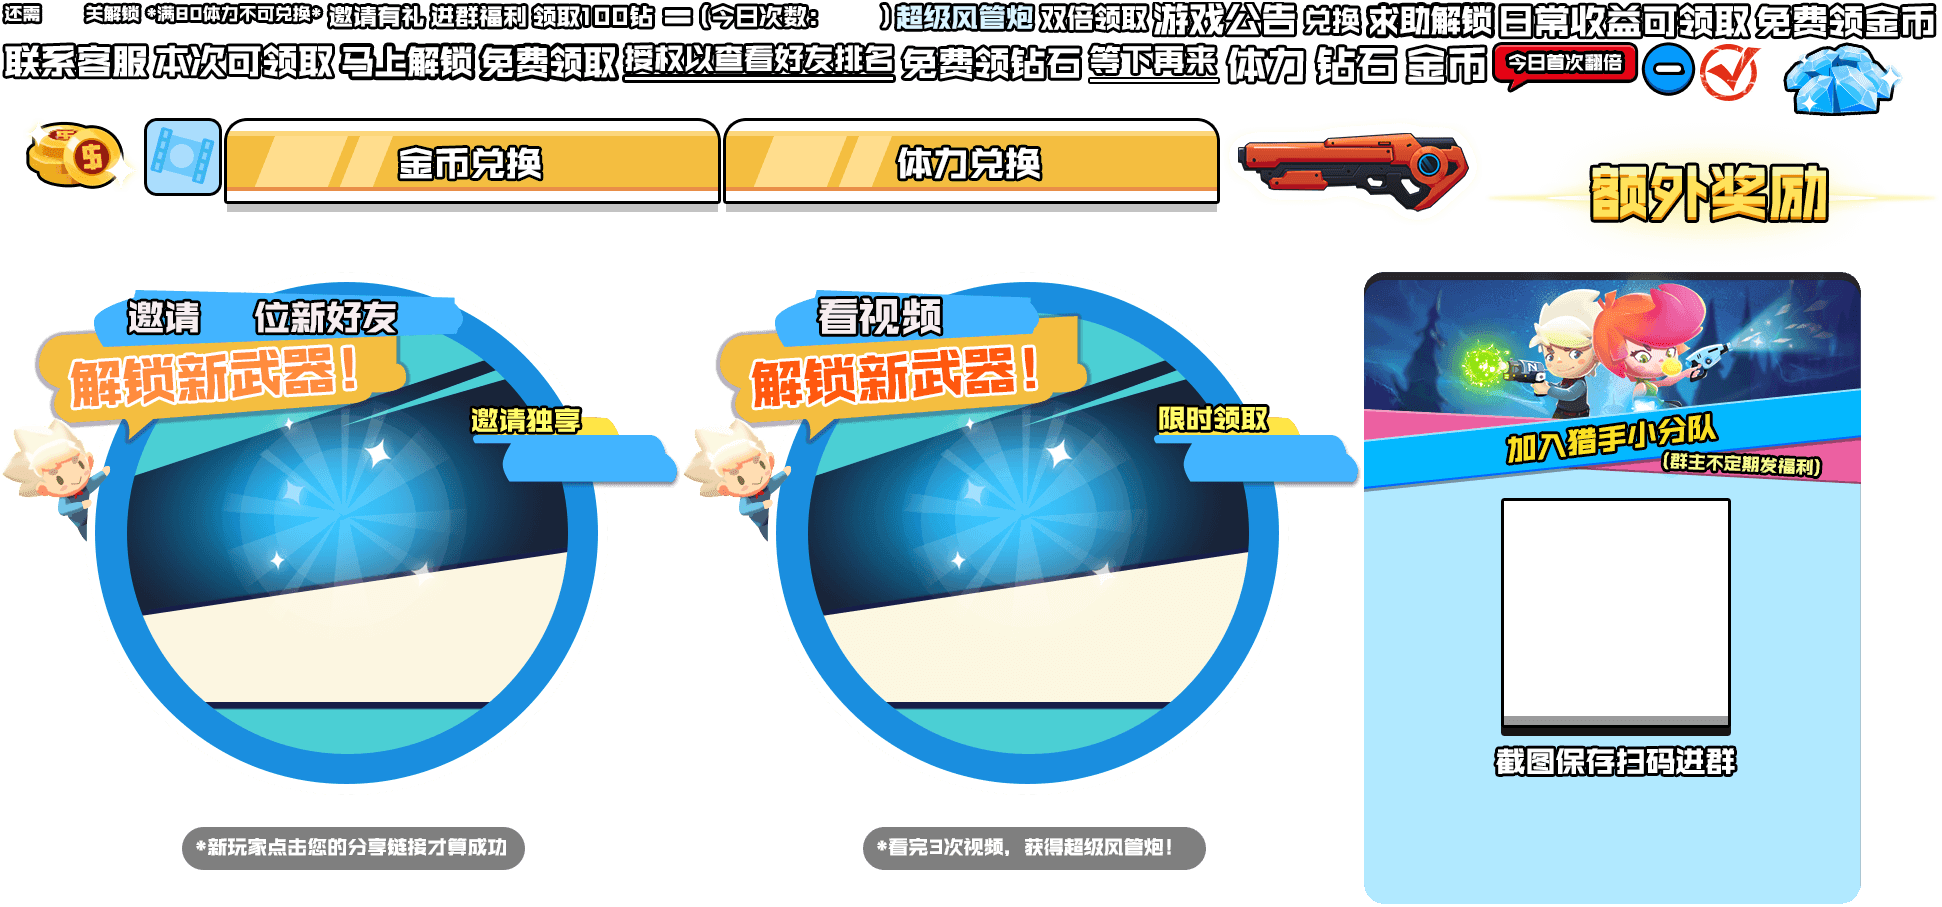 还需 关解锁 *满80体力不可兑换* 邀请有礼 进群福利 领取100钻 (今日次数: ) 超级风管炮 双倍领取 游戏公告 兑换 求助解锁 日常收益可领取 免费领金币
联系客服 本次可领取 马上解锁 免费领取 授权以查看好友排名 免费领钻石 等下再来 体力 钻石 金币 今日首次翻倍
金币兑换
体力兑换
额外奖励
邀请 位新好友
解锁新武器!
邀请独享
*新玩家点击您的分享链接才算成功
看视频
解锁新武器!
限时领取
*看完3次视频，获得超级风管炮!
加入猎手小分队
(群主不定期发福利)
截图保存扫码进群